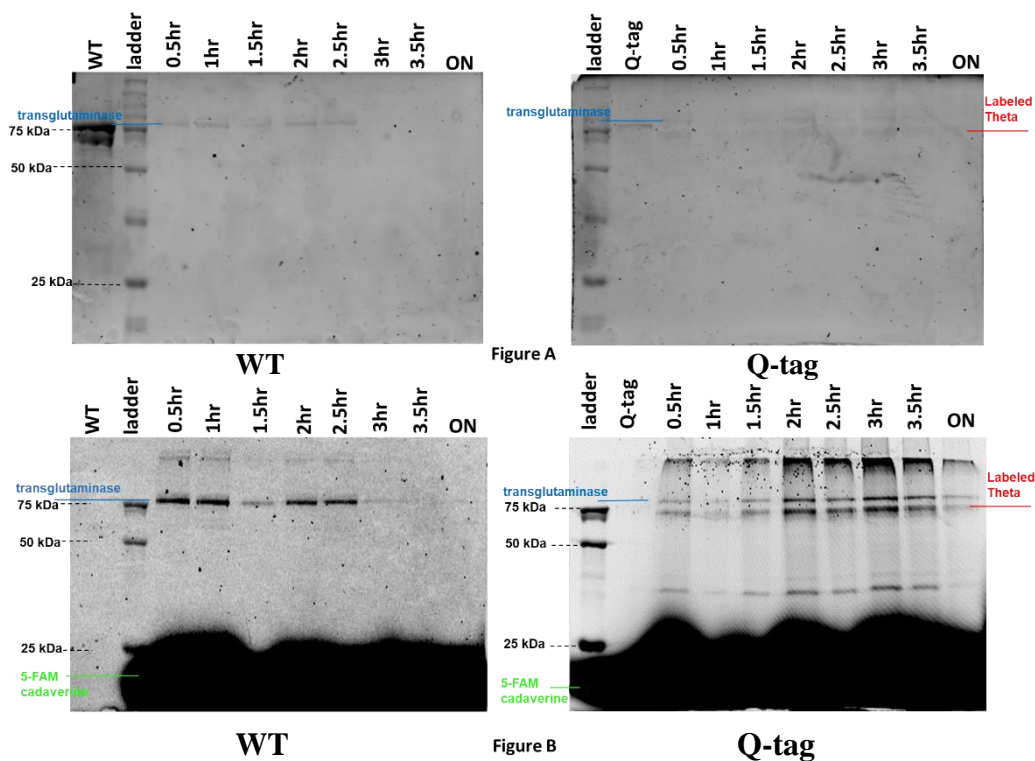 WT ladder 0.5hr 1hr 1.5hr 2hr 2.5hr 3hr 3.5hr ON
transglutaminase
75 kDa
50 kDa
25 kDa
WT
ladder Q-tag 0.5hr 1hr 1.5hr 2hr 2.5hr 3hr 3.5hr ON
transglutaminase
Labeled
Theta
Q-tag
Figure A
WT ladder 0.5hr 1hr 1.5hr 2hr 2.5hr 3hr 3.5hr ON
transglutaminase
75 kDa
50 kDa
25 kDa
5-FAM
cadaverine
WT
ladder Q-tag 0.5hr 1hr 1.5hr 2hr 2.5hr 3hr 3.5hr ON
transglutaminase
75 kDa
50 kDa
25 kDa
5-FAM
cadaverine
Labeled
Theta
Q-tag
Figure B